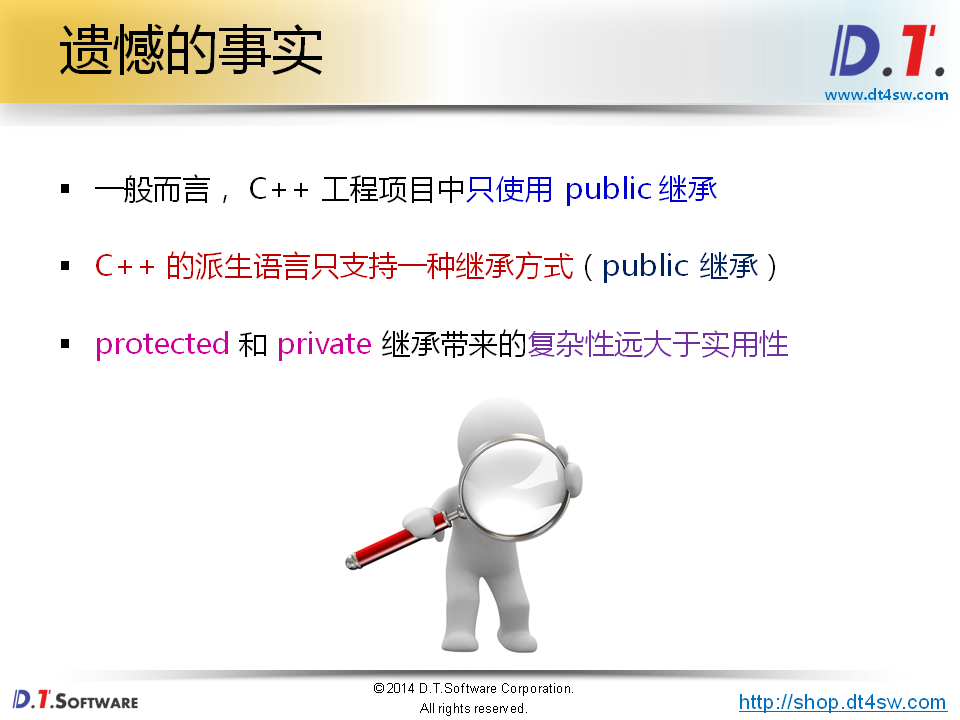 遗憾的事实
D.T.
www.dt4sw.com
一般而言， C++ 工程项目中只使用 public 继承
C++ 的派生语言只支持一种继承方式（public 继承）
protected 和 private 继承带来的复杂性远大于实用性
D.T.SOFTWARE
©2014 D.T.Software Corporation.
All rights reserved.
http://shop.dt4sw.com